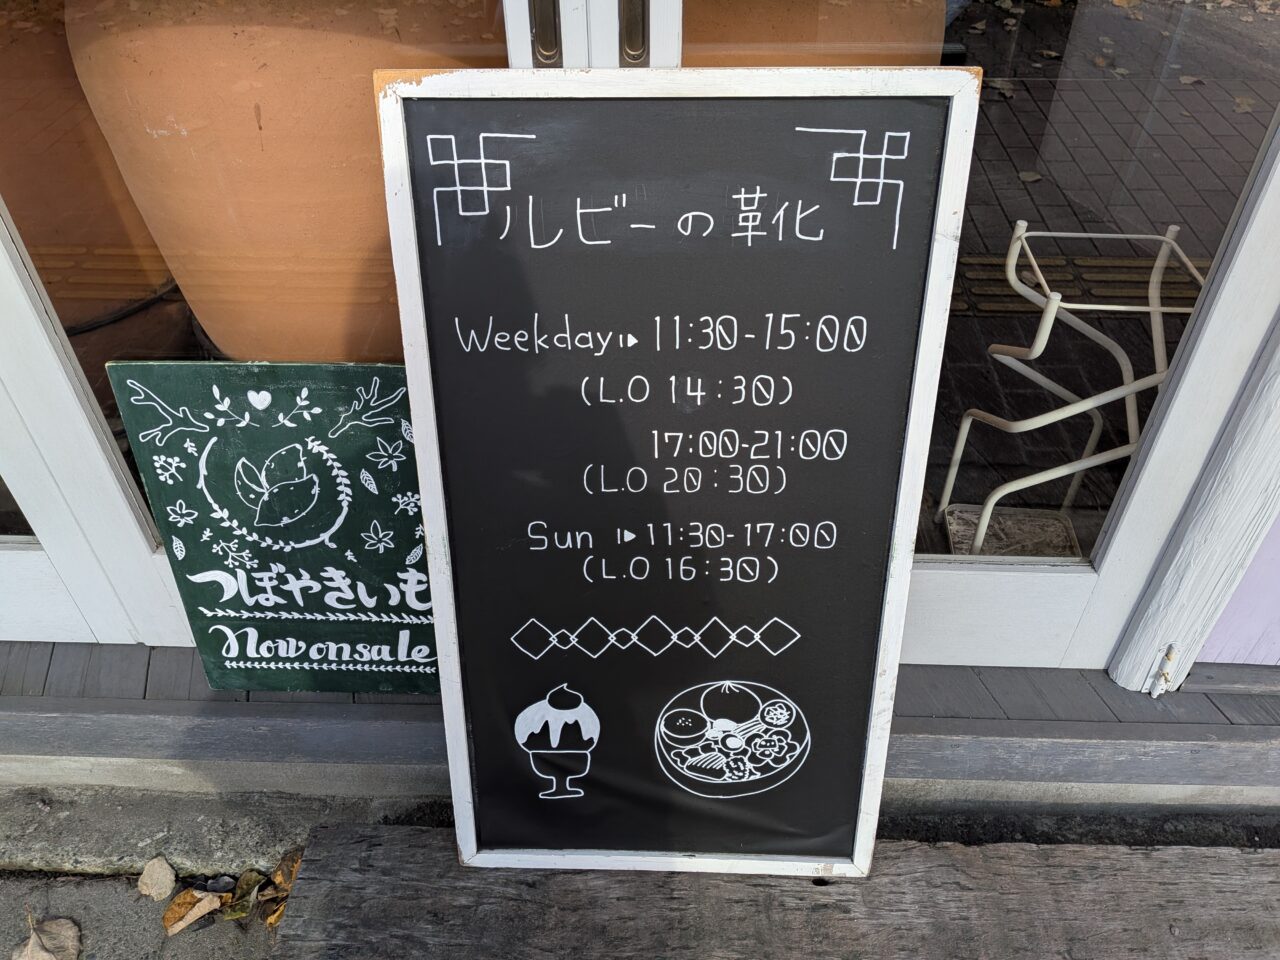 ルビーの革化
Weekday 11:30-15:00
(L.O 14:30)
17:00-21:00
(L.O 20:30)
Sun 11:30-17:00
(L.O 16:30)
つぼやきいも
Now on sale